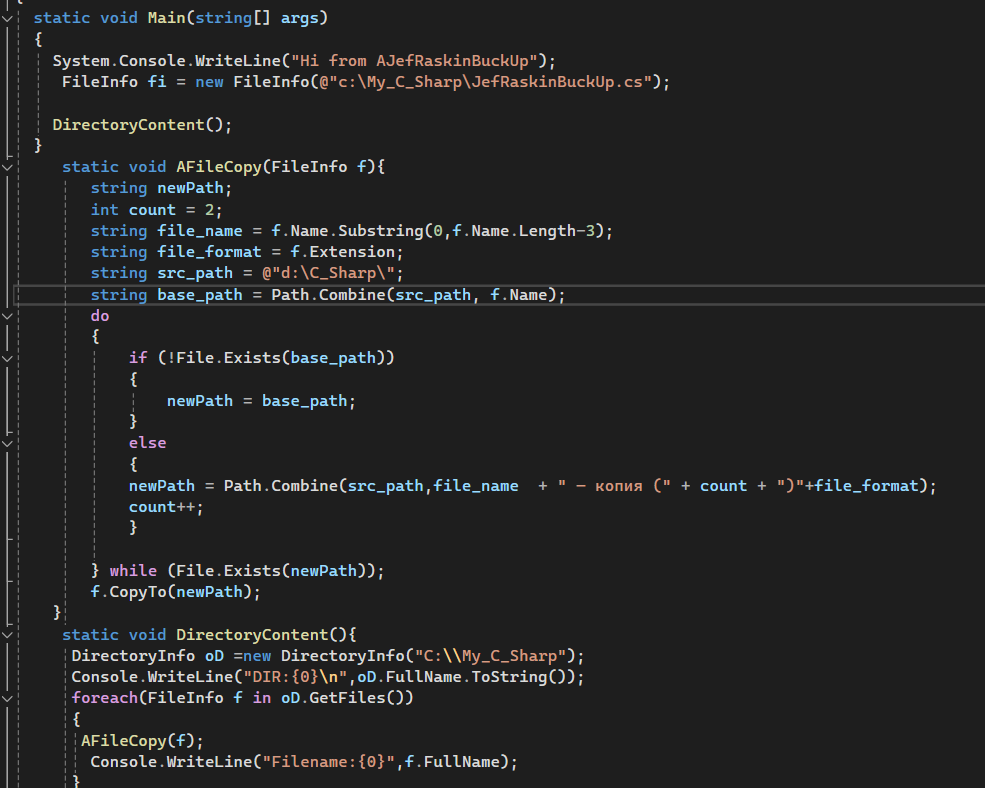 {
static void Main(string[] args)
{
System.Console.WriteLine("Hi from AJefRaskinBuckUp");
FileInfo fi = new FileInfo(@"c:\My_C_Sharp\JefRaskinBuckUp.cs");
DirectoryContent();
}
static void AFileCopy(FileInfo f){
string newPath;
int count = 2;
string file_name = f.Name.Substring(0,f.Name.Length-3);
string file_format = f.Extension;
string src_path = @"d:\C_Sharp\";
string base_path = Path.Combine(src_path, f.Name);
do
{
if (!File.Exists(base_path))
{
newPath = base_path;
}
else
{
newPath = Path.Combine(src_path,file_name  + " — копия (" + count + ")"+file_format);
count++;
}
} while (File.Exists(newPath));
f.CopyTo(newPath);
}
static void DirectoryContent(){
DirectoryInfo oD =new DirectoryInfo("C:\\My_C_Sharp");
Console.WriteLine("DIR:{0}\n",oD.FullName.ToString());
foreach(FileInfo f in oD.GetFiles())
{
AFileCopy(f);
Console.WriteLine("Filename:{0}",f.FullName);
}